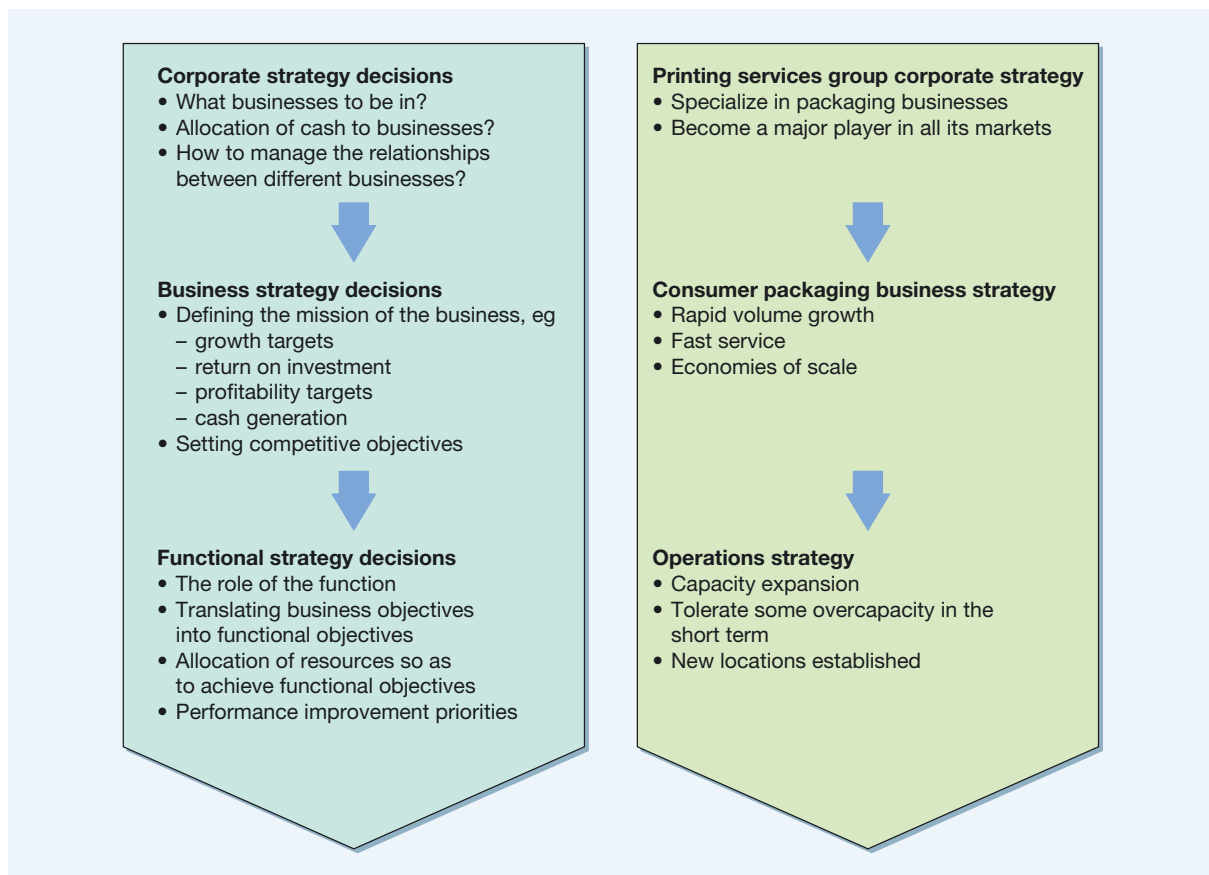 Corporate strategy decisions
• What businesses to be in?
• Allocation of cash to businesses?
• How to manage the relationships
between different businesses?
Business strategy decisions
• Defining the mission of the business, eg
– growth targets
– return on investment
– profitability targets
– cash generation
• Setting competitive objectives
Functional strategy decisions
• The role of the function
• Translating business objectives
into functional objectives
• Allocation of resources so as
to achieve functional objectives
• Performance improvement priorities
Printing services group corporate strategy
• Specialize in packaging businesses
• Become a major player in all its markets
Consumer packaging business strategy
• Rapid volume growth
• Fast service
• Economies of scale
Operations strategy
• Capacity expansion
• Tolerate some overcapacity in the
short term
• New locations established